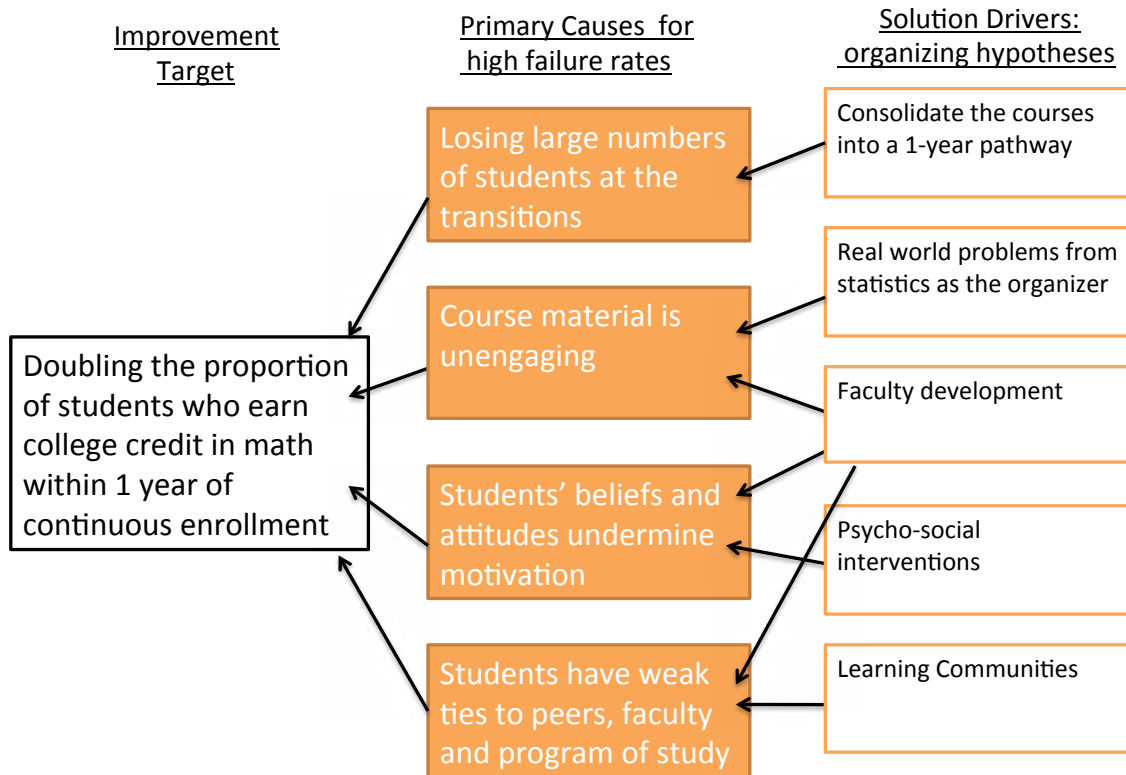 Improvement
Target
Primary Causes for
high failure rates
Solution Drivers:
organizing hypotheses
Doubling the proportion
of students who earn
college credit in math
within 1 year of
continuous enrollment
Losing large numbers
of students at the
transitions
Course material is
unengaging
Students’ beliefs and
attitudes undermine
motivation
Students have weak
ties to peers, faculty
and program of study
Consolidate the courses
into a 1-year pathway
Real world problems from
statistics as the organizer
Faculty development
Psycho-social
interventions
Learning Communities